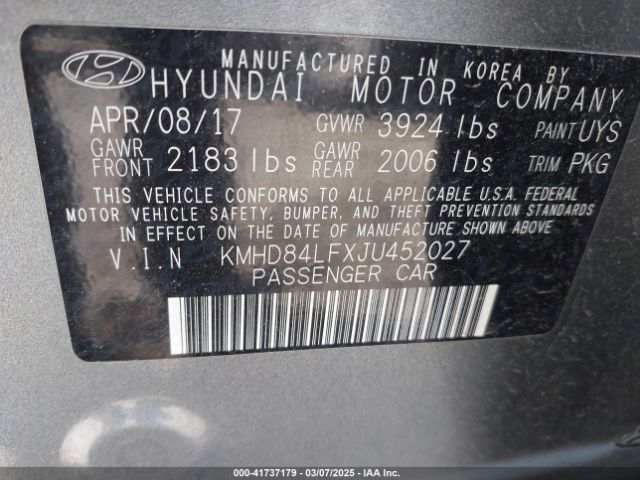 MANUFACTURED IN KOREA BY
HYUNDAI MOTOR COMPANY
APR/08/17 GVWR 3924 lbs PAINT UYS
GAWR FRONT 2183 lbs GAWR REAR 2006 lbs TRIM PKG
THIS VEHICLE CONFORMS TO ALL APPLICABLE U.S.A. FEDERAL
MOTOR VEHICLE SAFETY, BUMPER, AND THEFT PREVENTION STANDARDS
IN EFFECT ON THE DATE OF MANUFACTURE SHOWN ABOVE.
V.I.N KMHD84LFXJU452027
PASSENGER CAR
000-41737179 | 03/07/2025 — IAA Inc.